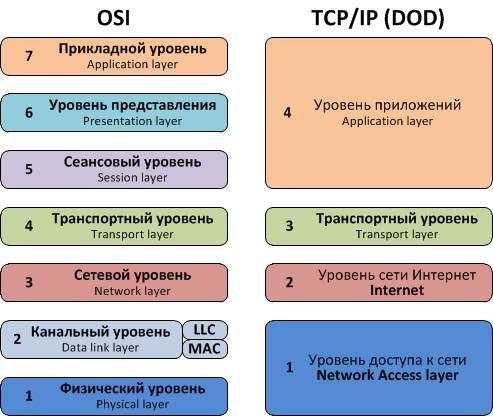 OSI
7 Прикладной уровень
Application layer
6 Уровень представления
Presentation layer
5 Сеансовый уровень
Session layer
4 Транспортный уровень
Transport layer
3 Сетевой уровень
Network layer
2 Канальный уровень
Data link layer
LLC
MAC
1 Физический уровень
Physical layer
TCP/IP (DOD)
4 Уровень приложений
Application layer
3 Транспортный уровень
Transport layer
2 Уровень сети Интернет
Internet
1 Уровень доступа к сети
Network Access layer